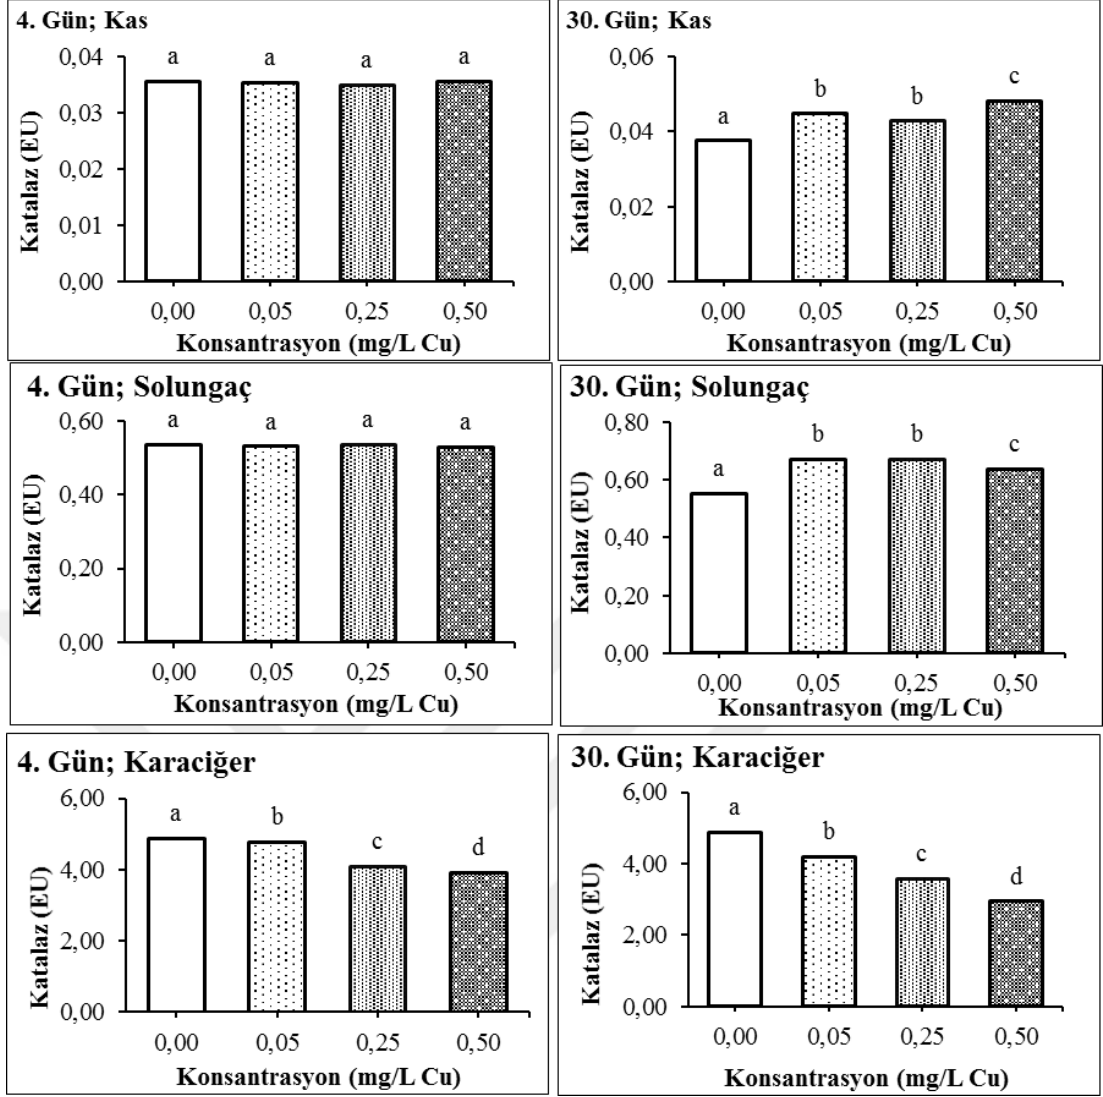 4. Gün; Kas
0,04
0,03
0,02
0,01
0,00
Katalaz (EU)
a a a a
0,00 0,05 0,25 0,50
Konsantrasyon (mg/L Cu)
30. Gün; Kas
0,06
0,04
0,02
0,00
Katalaz (EU)
a b b c
0,00 0,05 0,25 0,50
Konsantrasyon (mg/L Cu)
4. Gün; Solungaç
0,60
0,40
0,20
0,00
Katalaz (EU)
a a a a
0,00 0,05 0,25 0,50
Konsantrasyon (mg/L Cu)
30. Gün; Solungaç
0,80
0,60
0,40
0,20
0,00
Katalaz (EU)
a b b c
0,00 0,05 0,25 0,50
Konsantrasyon (mg/L Cu)
4. Gün; Karaciğer
6,00
4,00
2,00
0,00
Katalaz (EU)
a b c d
0,00 0,05 0,25 0,50
Konsantrasyon (mg/L Cu)
30. Gün; Karaciğer
6,00
4,00
2,00
0,00
Katalaz (EU)
a b c d
0,00 0,05 0,25 0,50
Konsantrasyon (mg/L Cu)